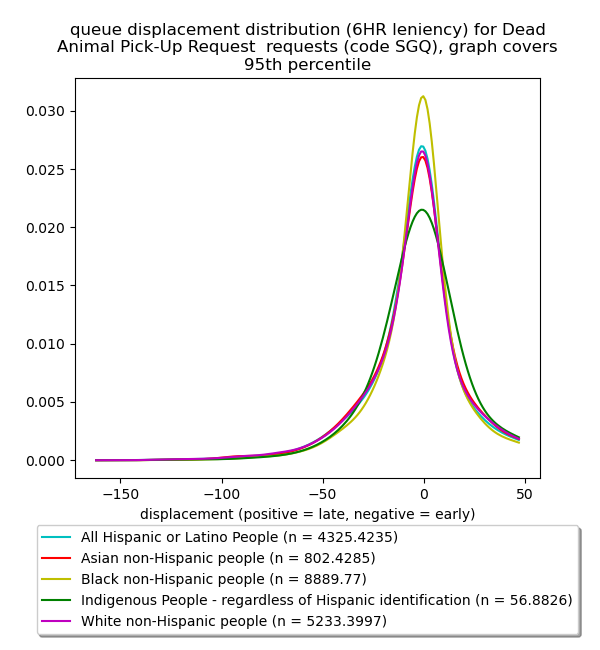 queue displacement distribution (6HR leniency) for Dead
Animal Pick-Up Request  requests (code SGQ), graph covers
95th percentile
0.030
0.025
0.020
0.015
0.010
0.005
0.000
−150 −100 −50 0 50
displacement (positive = late, negative = early)
All Hispanic or Latino People (n = 4325.4235)
Asian non-Hispanic people (n = 802.4285)
Black non-Hispanic people (n = 8889.77)
Indigenous People - regardless of Hispanic identification (n = 56.8826)
White non-Hispanic people (n = 5233.3997)